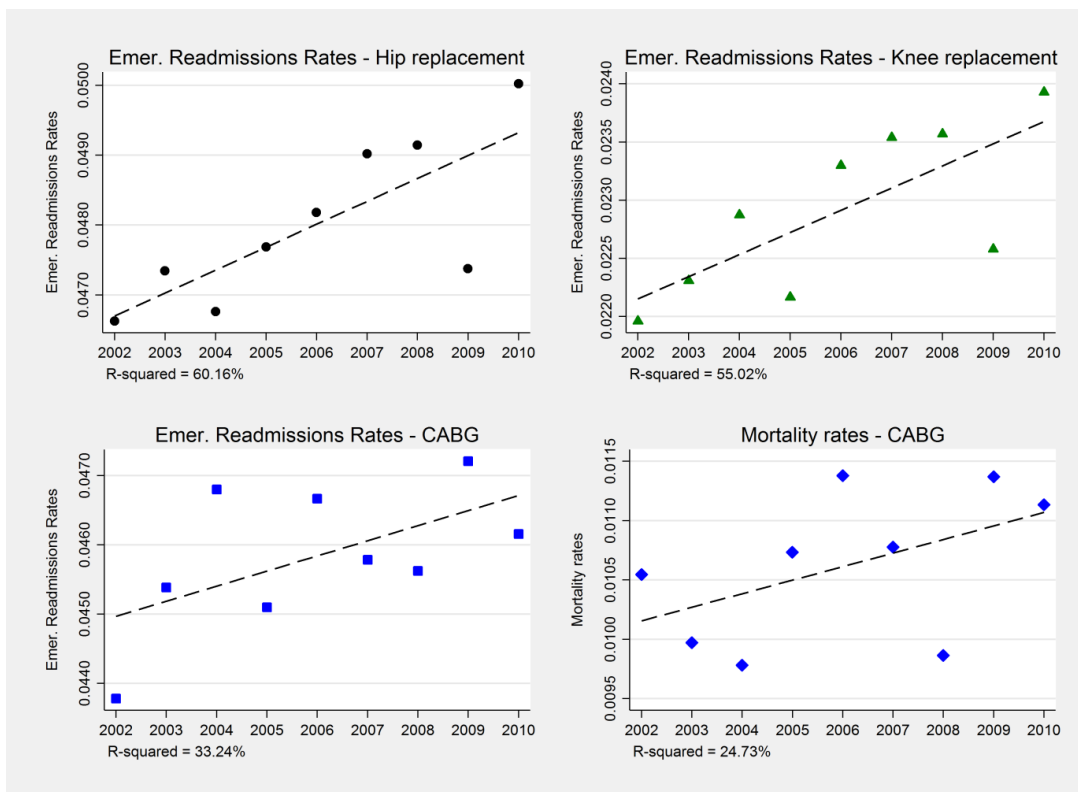 Emer. Readmissions Rates - Hip replacement
Emer. Readmissions Rates
0.0500
0.0490
0.0480
0.0470
2002 2003 2004 2005 2006 2007 2008 2009 2010
R-squared = 60.16%
Emer. Readmissions Rates - Knee replacement
Emer. Readmissions Rates
0.0240
0.0235
0.0230
0.0225
0.0220
2002 2003 2004 2005 2006 2007 2008 2009 2010
R-squared = 55.02%
Emer. Readmissions Rates - CABG
Emer. Readmissions Rates
0.0470
0.0460
0.0450
0.0440
2002 2003 2004 2005 2006 2007 2008 2009 2010
R-squared = 33.24%
Mortality rates - CABG
Mortality rates
0.0115
0.0110
0.0105
0.0100
0.0095
2002 2003 2004 2005 2006 2007 2008 2009 2010
R-squared = 24.73%